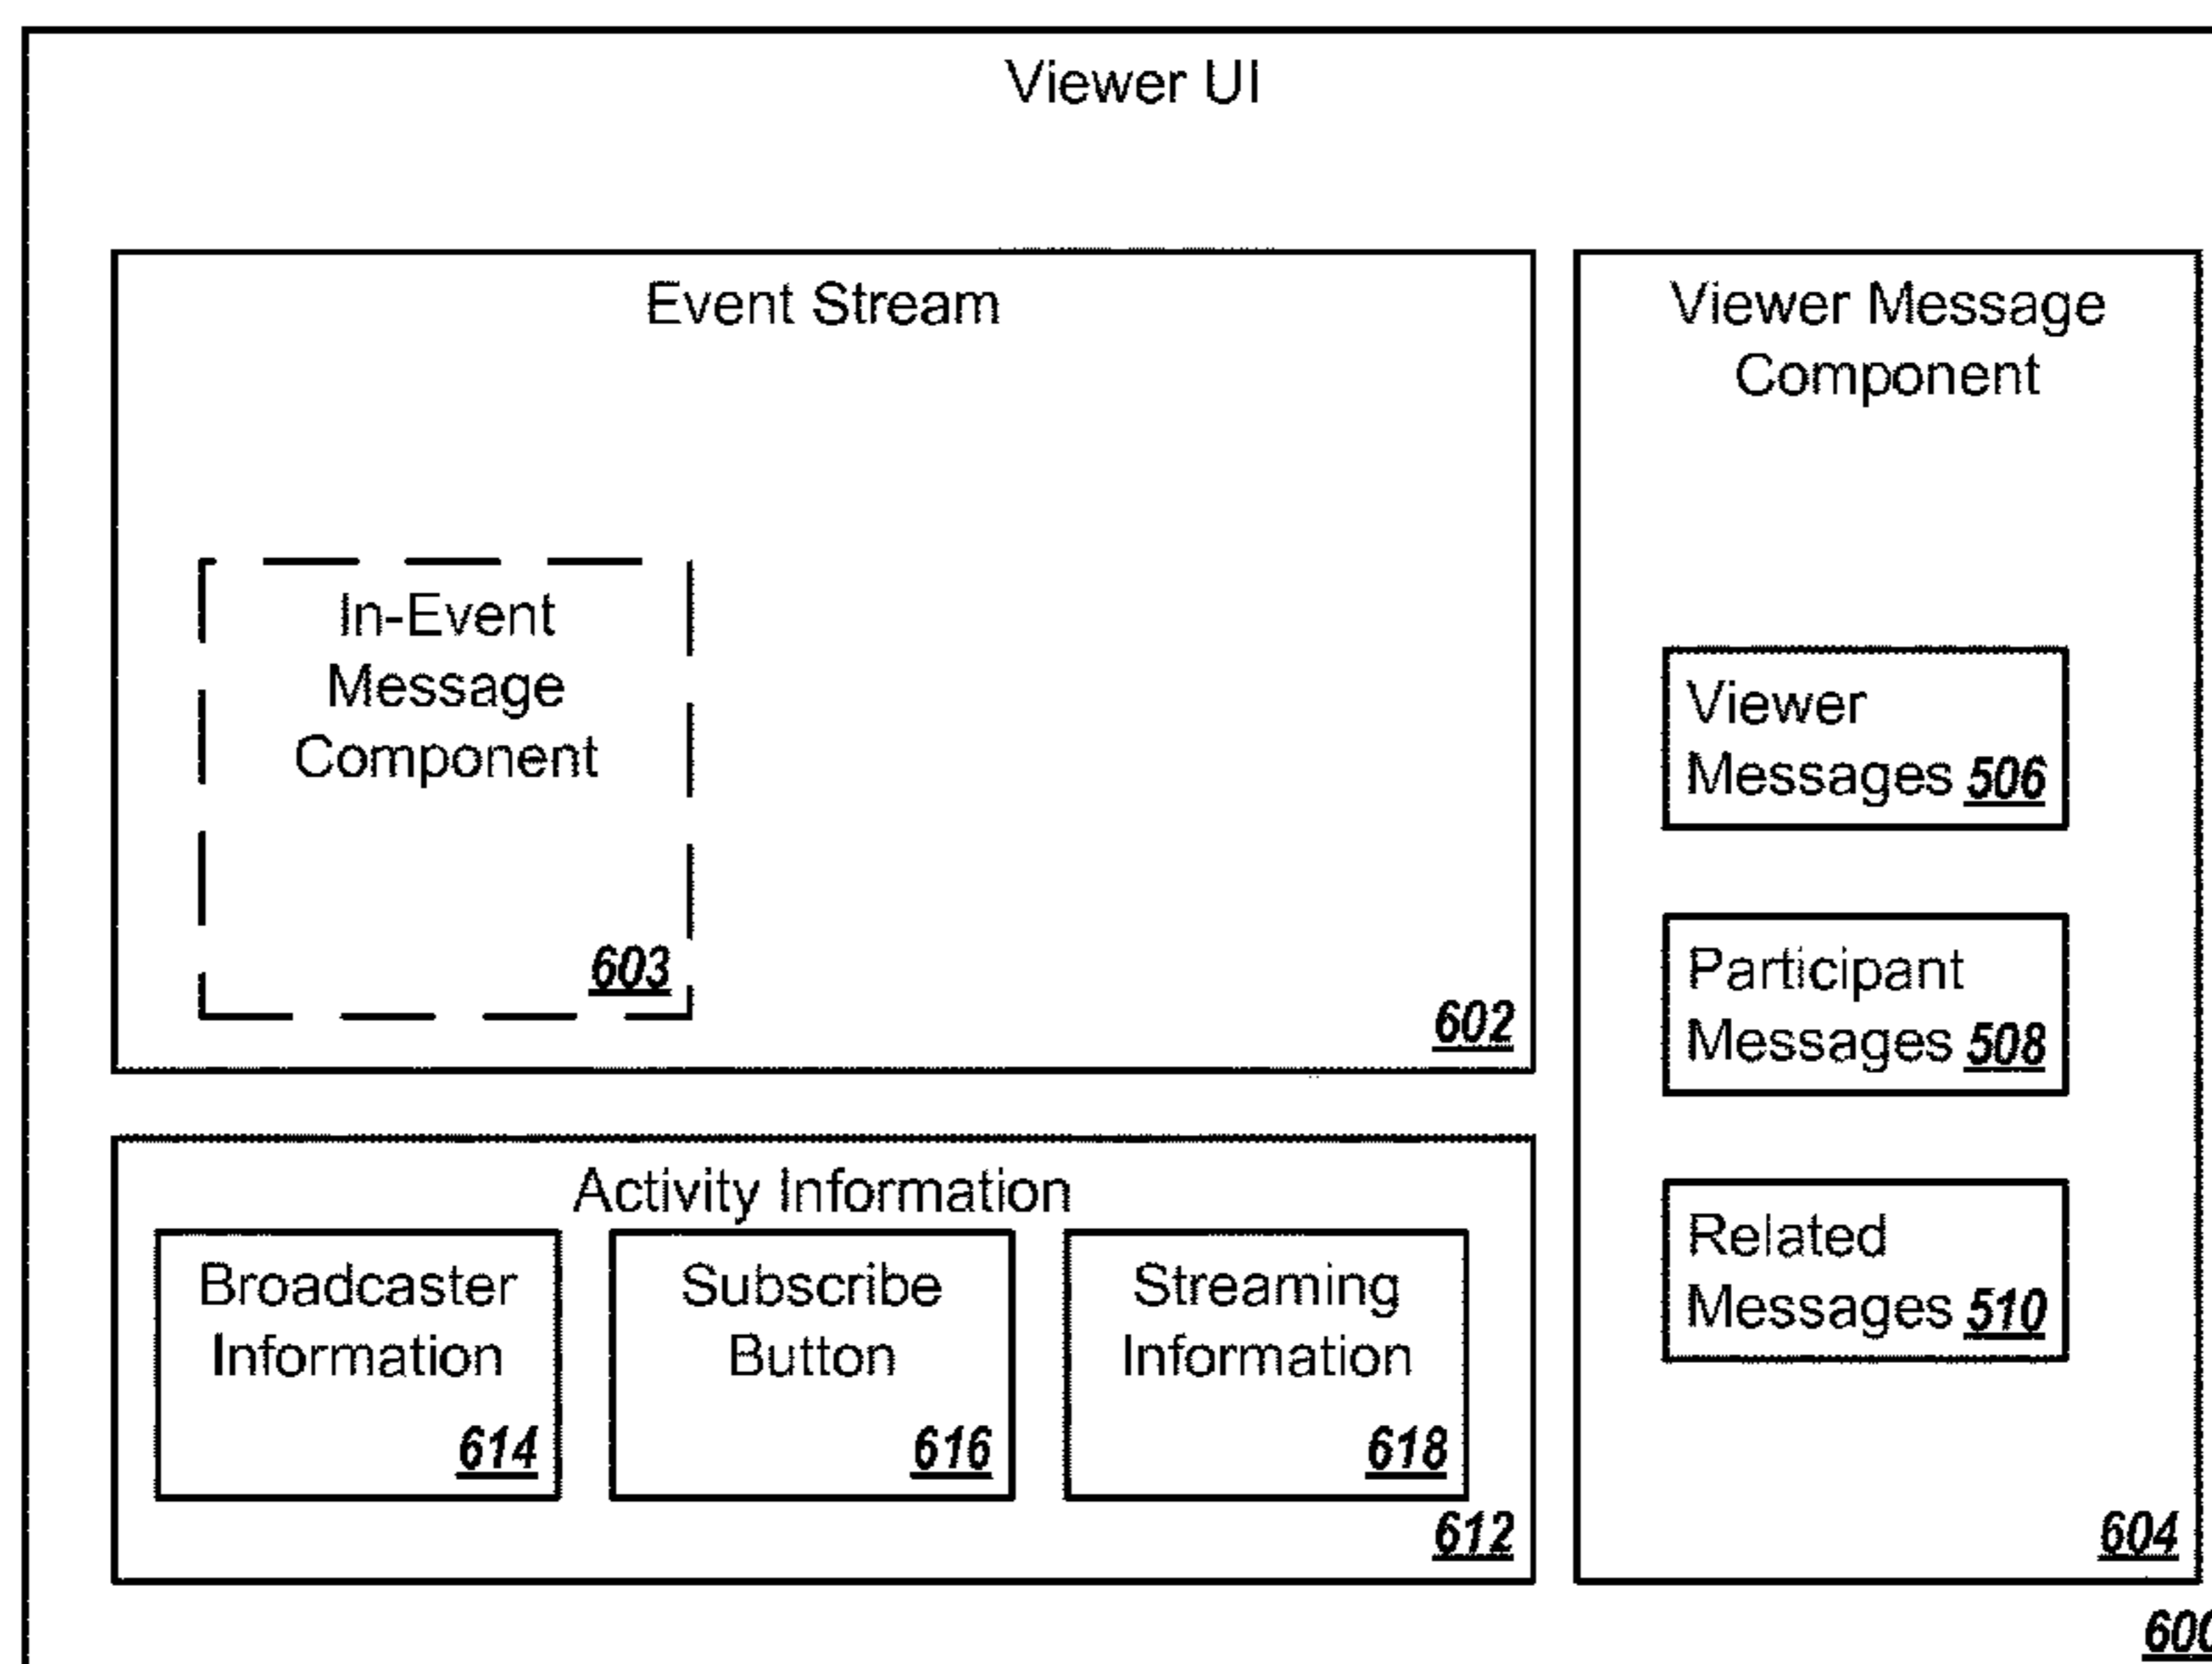 Viewer UI
Event Stream
In-Event
Message
Component
603
602
Viewer Message
Component
Viewer
Messages 506
Participant
Messages 508
Related
Messages 510
604
Activity Information
Broadcaster
Information
614
Subscribe
Button
616
Streaming
Information
618
612
600